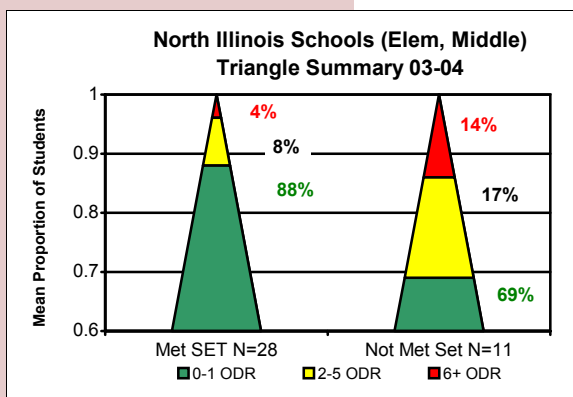 North Illinois Schools (Elem, Middle)
Triangle Summary 03-04
Mean Proportion of Students
1
0.9
0.8
0.7
0.6
4%
8%
88%
14%
17%
69%
Met SET N=28
Not Met Set N=11
0-1 ODR
2-5 ODR
6+ ODR